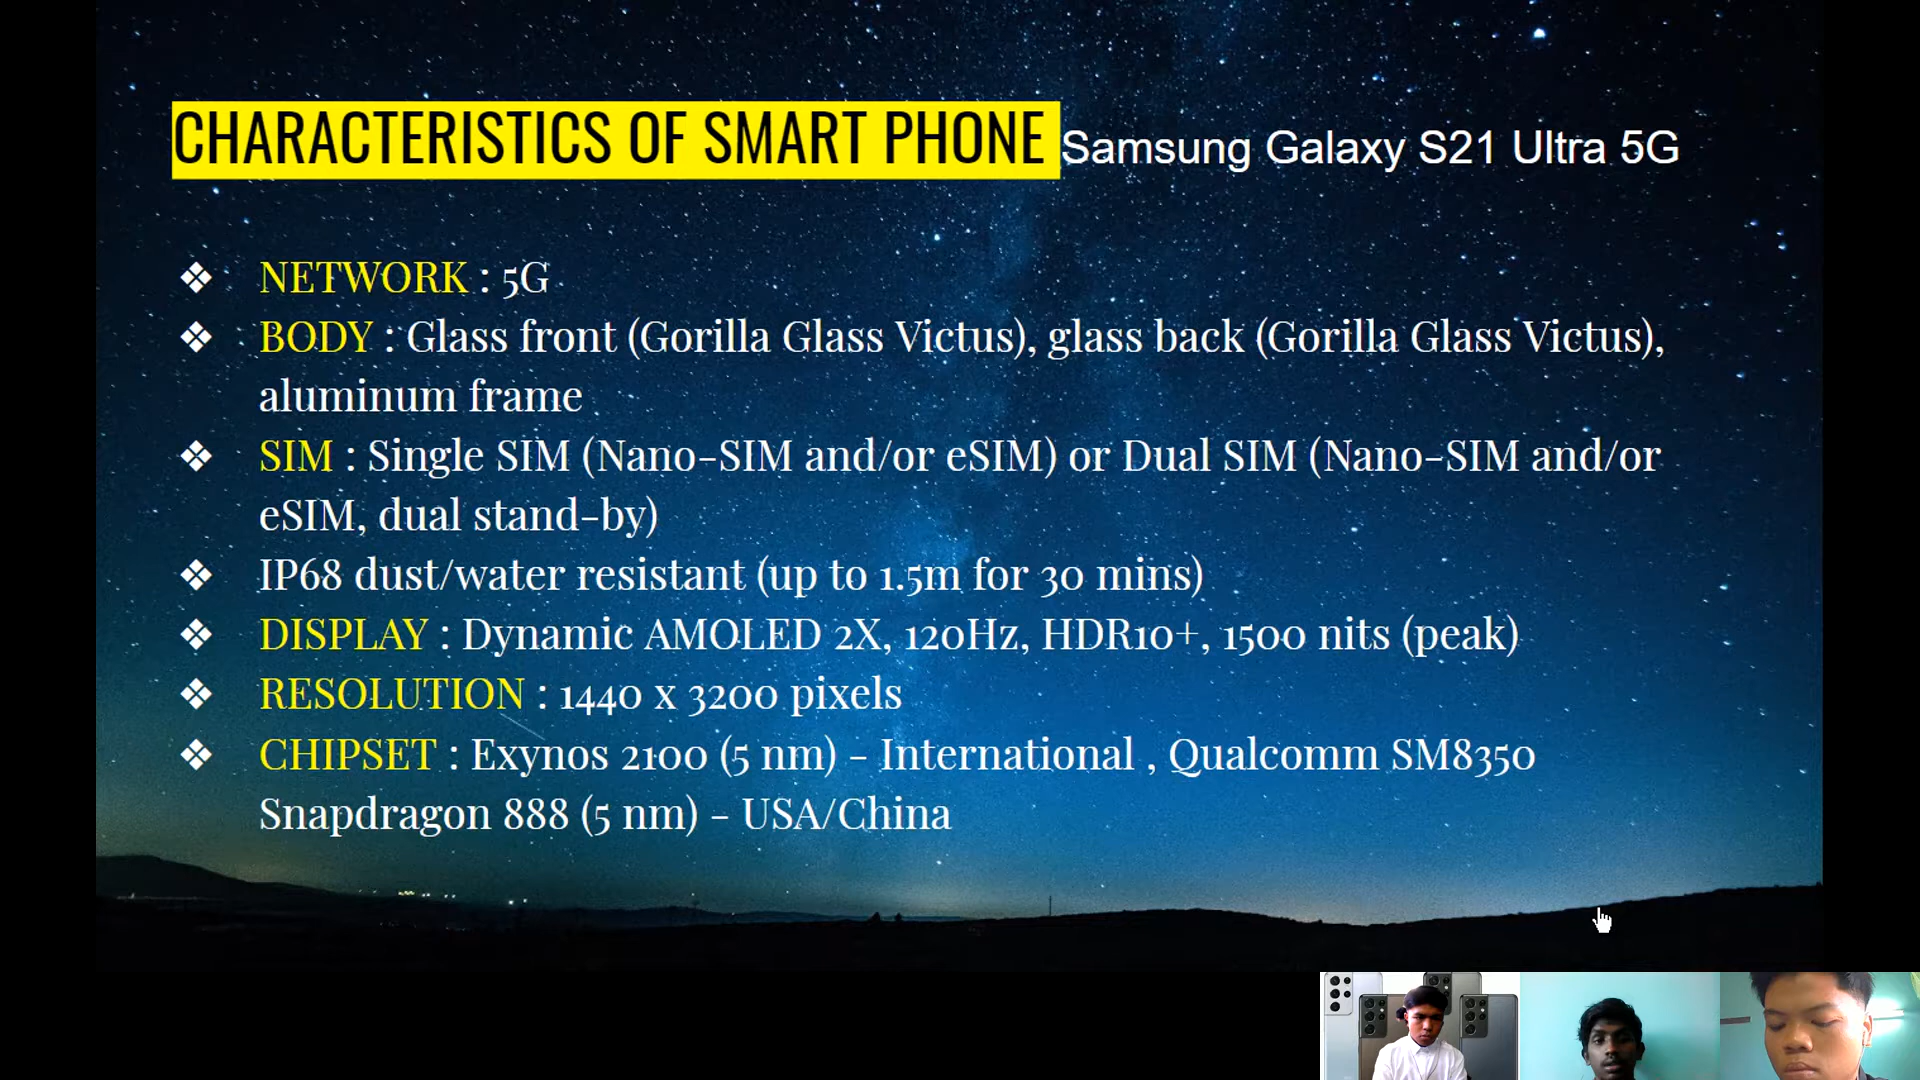 CHARACTERISTICS OF SMART PHONE Samsung Galaxy S21 Ultra 5G
❖ NETWORK : 5G
❖ BODY : Glass front (Gorilla Glass Victus), glass back (Gorilla Glass Victus),
aluminum frame
❖ SIM : Single SIM (Nano-SIM and/or eSIM) or Dual SIM (Nano-SIM and/or
eSIM, dual stand-by)
❖ IP68 dust/water resistant (up to 1.5m for 30 mins)
❖ DISPLAY : Dynamic AMOLED 2X, 120Hz, HDR10+, 1500 nits (peak)
❖ RESOLUTION : 1440 x 3200 pixels
❖ CHIPSET : Exynos 2100 (5 nm) - International , Qualcomm SM8350
Snapdragon 888 (5 nm) - USA/China